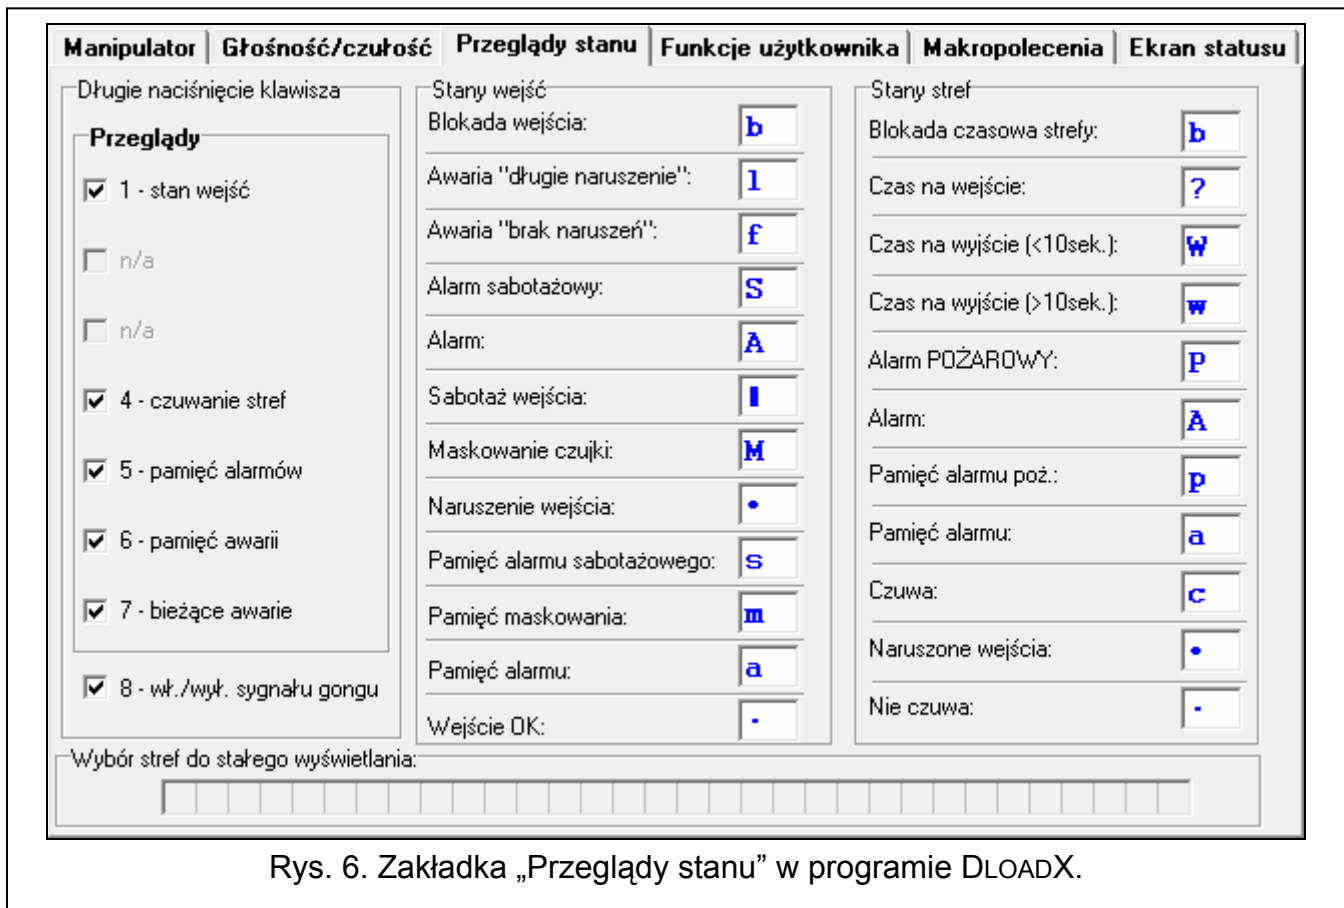 Manipulator Głośność/czułość Przeglądy stanu Funkcje użytkownika Makropolecenia Ekran statusu
Długie naciśnięcie klawisza
Przeglądy
1 - stan wejść
n/a
n/a
4 - czuwanie stref
5 - pamięć alarmów
6 - pamięć awarii
7 - bieżące awarie
8 - wł./wył. sygnału gongu
Stany wejść
Blokada wejścia: b
Awaria "długie naruszenie": l
Awaria "brak naruszeń": f
Alarm sabotażowy: S
Alarm: A
Sabotaż wejścia: ▮
Maskowanie czujki: M
Naruszenie wejścia: •
Pamięć alarmu sabotażowego: s
Pamięć maskowania: m
Pamięć alarmu: a
Wejście OK: ·
Stany stref
Blokada czasowa strefy: b
Czas na wejście: ?
Czas na wyjście (<10sek.): W
Czas na wyjście (>10sek.): w
Alarm POŻAROWY: P
Alarm: A
Pamięć alarmu poż.: p
Pamięć alarmu: a
Czuwa: c
Naruszone wejścia: •
Nie czuwa: ·
Wybór stref do stałego wyświetlania:
Rys. 6. Zakładka „Przeglądy stanu” w programie DLOADX.